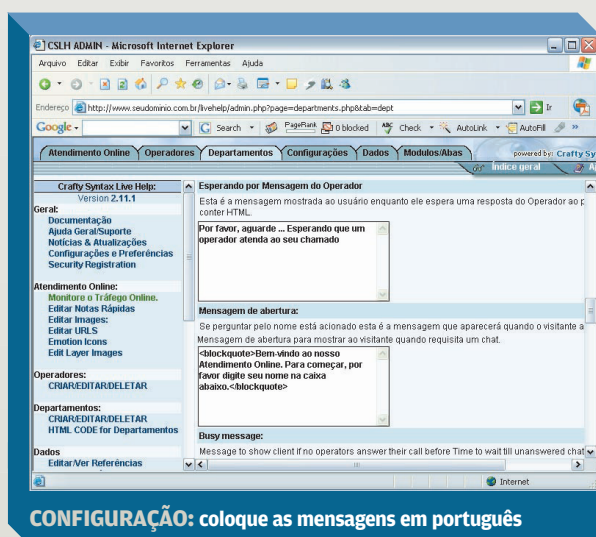 CSLH ADMIN - Microsoft Internet Explorer
Arquivo Editar Exibir Favoritos Ferramentas Ajuda
Endereço http://www.seudominio.com.br/livehelp/admin.php?page=departments.php&tab=dept Ir
Google Search PageRank 0 blocked Check AutoLink AutoFill
Atendimento Online Operadores Departamentos Configurações Dados Modulos/Abas powered by: Crafty Sy
Índice geral
Crafty Syntax Live Help:
Version 2.11.1
Geral:
Documentação
Ajuda Geral/Suporte
Notícias & Atualizações
Configurações e Preferências
Security Registration
Atendimento Online:
Monitore o Tráfego Online.
Editar Notas Rápidas
Editar Images:
Editar URLS
Emotion Icons
Edit Layer Images
Operadores:
CRIAR/EDITAR/DELETAR
Departamentos:
CRIAR/EDITAR/DELETAR
HTML CODE for Departamentos
Dados
Editar/Ver Referências
Esperando por Mensagem do Operador
Esta é a mensagem mostrada ao usuário enquanto ele espera uma resposta do Operador ao p
conter HTML.
Por favor, aguarde ... Esperando que um
operador atenda ao seu chamado
Mensagem de abertura:
Se perguntar pelo nome está acionado esta é a mensagem que aparecerá quando o visitante a
Mensagem de abertura para mostrar ao visitante quando requisita um chat.
<blockquote>Bem-vindo ao nosso
Atendimento Online. Para começar, por
favor digite seu nome na caixa
abaixo.</blockquote>
Busy message:
Message to show client if no operators answer their call before Time to wait till unanswered chat
Internet
CONFIGURAÇÃO: coloque as mensagens em português